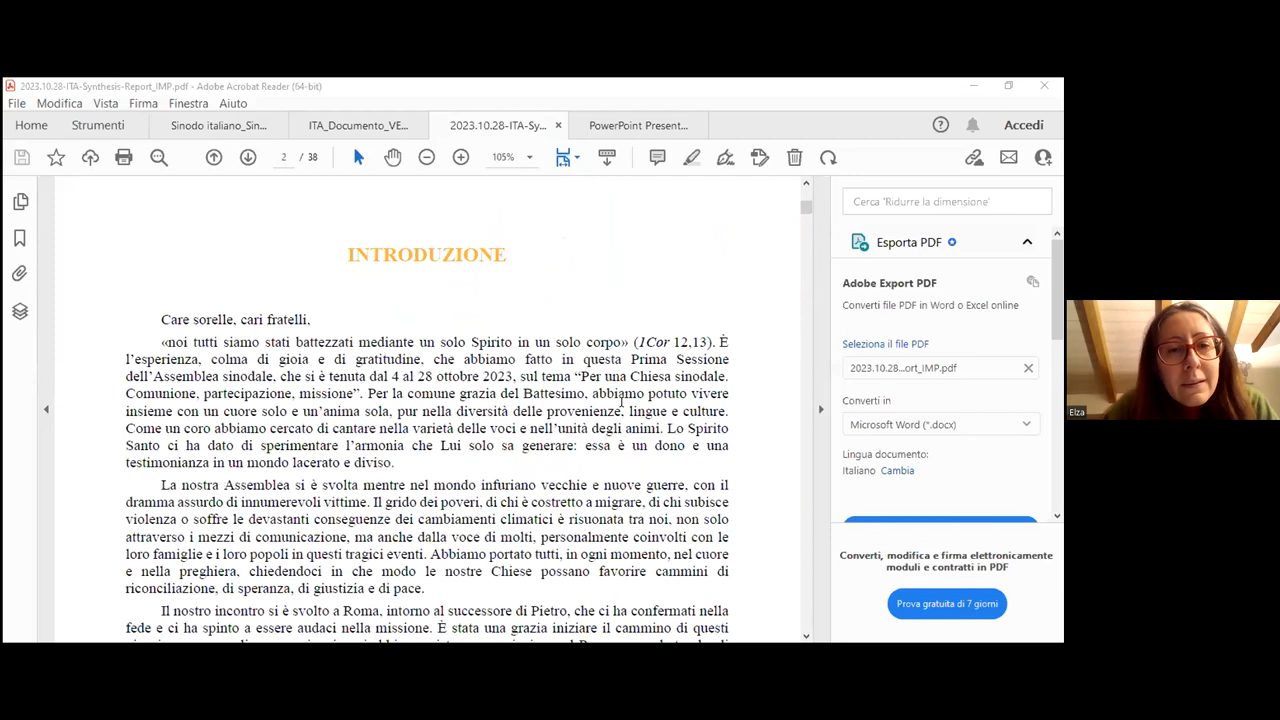 2023.10.28-ITA-Synthesis-Report_IMP.pdf - Adobe Acrobat Reader (64-bit)
File Modifica Vista Firma Finestra Aiuto
Home Strumenti Sinodo italiano_Sin... ITA_Documento_VE... 2023.10.28-ITA-Sy... × PowerPoint Present... Accedi
2 / 38 105%
Cerca 'Ridurre la dimensione'
Esporta PDF
Adobe Export PDF
Converti file PDF in Word o Excel online
Seleziona il file PDF
2023.10.28...ort_IMP.pdf
Converti in
Microsoft Word (*.docx)
Lingua documento:
Italiano Cambia
Converti, modifica e firma elettronicamente
moduli e contratti in PDF
Prova gratuita di 7 giorni
INTRODUZIONE
Care sorelle, cari fratelli,
«noi tutti siamo stati battezzati mediante un solo Spirito in un solo corpo» (1Cor 12,13). È
l’esperienza, colma di gioia e di gratitudine, che abbiamo fatto in questa Prima Sessione
dell’Assemblea sinodale, che si è tenuta dal 4 al 28 ottobre 2023, sul tema “Per una Chiesa sinodale.
Comunione, partecipazione, missione”. Per la comune grazia del Battesimo, abbiamo potuto vivere
insieme con un cuore solo e un’anima sola, pur nella diversità delle provenienze, lingue e culture.
Come un coro abbiamo cercato di cantare nella varietà delle voci e nell’unità degli animi. Lo Spirito
Santo ci ha dato di sperimentare l’armonia che Lui solo sa generare: essa è un dono e una
testimonianza in un mondo lacerato e diviso.
La nostra Assemblea si è svolta mentre nel mondo infuriano vecchie e nuove guerre, con il
dramma assurdo di innumerevoli vittime. Il grido dei poveri, di chi è costretto a migrare, di chi subisce
violenza o soffre le devastanti conseguenze dei cambiamenti climatici è risuonata tra noi, non solo
attraverso i mezzi di comunicazione, ma anche dalla voce di molti, personalmente coinvolti con le
loro famiglie e i loro popoli in questi tragici eventi. Abbiamo portato tutti, in ogni momento, nel cuore
e nella preghiera, chiedendoci in che modo le nostre Chiese possano favorire cammini di
riconciliazione, di speranza, di giustizia e di pace.
Il nostro incontro si è svolto a Roma, intorno al successore di Pietro, che ci ha confermati nella
fede e ci ha spinto a essere audaci nella missione. È stata una grazia iniziare il cammino di questi
Elza